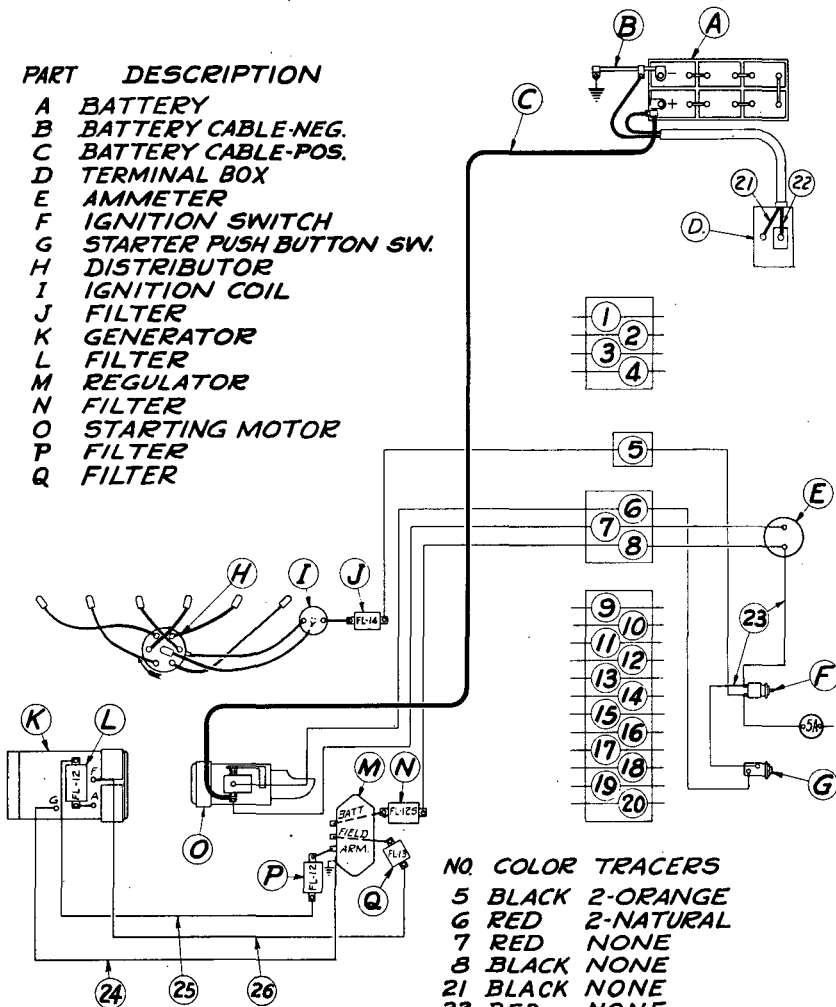 PART DESCRIPTION
A BATTERY
B BATTERY CABLE-NEG.
C BATTERY CABLE-POS.
D TERMINAL BOX
E AMMETER
F IGNITION SWITCH
G STARTER PUSH BUTTON SW.
H DISTRIBUTOR
I IGNITION COIL
J FILTER
K GENERATOR
L FILTER
M REGULATOR
N FILTER
O STARTING MOTOR
P FILTER
Q FILTER
B
A
C
- 
+
21
22
D.
1
2
3
4
5
6
7
8
E
H
I
J
FL-14
9
10
11
12
13
14
15
16
17
18
19
20
23
F
5A
G
K
L
FL-12
F
A
G
O
M
N
BATT
FIELD
ARM.
FL-125
P
FL-12
FL-13
Q
25
26
24
NO. COLOR TRACERS
5 BLACK 2-ORANGE
6 RED 2-NATURAL
7 RED NONE
8 BLACK NONE
21 BLACK NONE
22 RED NONE